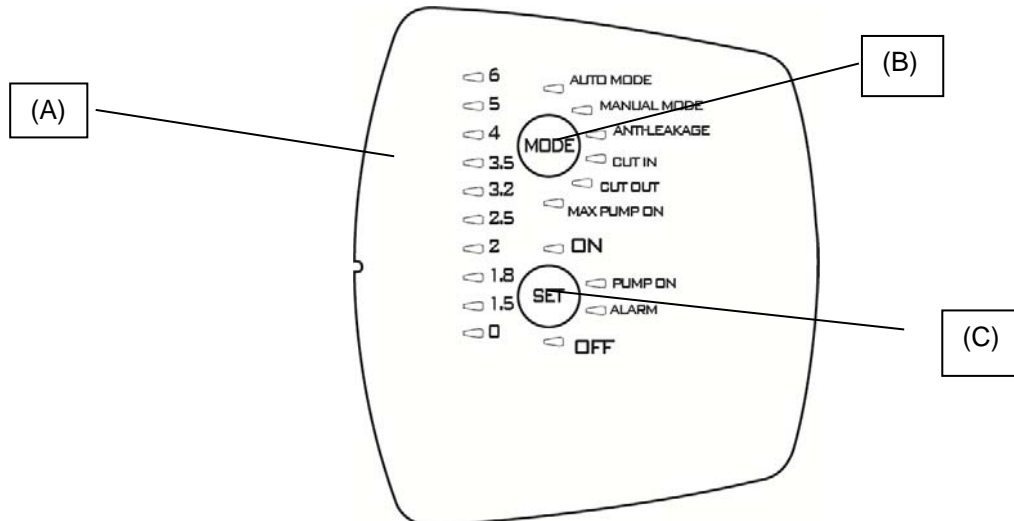 (A)
(B)
(C)
6
5
4
3.5
3.2
2.5
2
1.8
1.5
0
AUTO MODE
MANUAL MODE
ANTI-LEAKAGE
MODE
CUT IN
CUT OUT
MAX PUMP ON
ON
PUMP ON
SET
ALARM
OFF